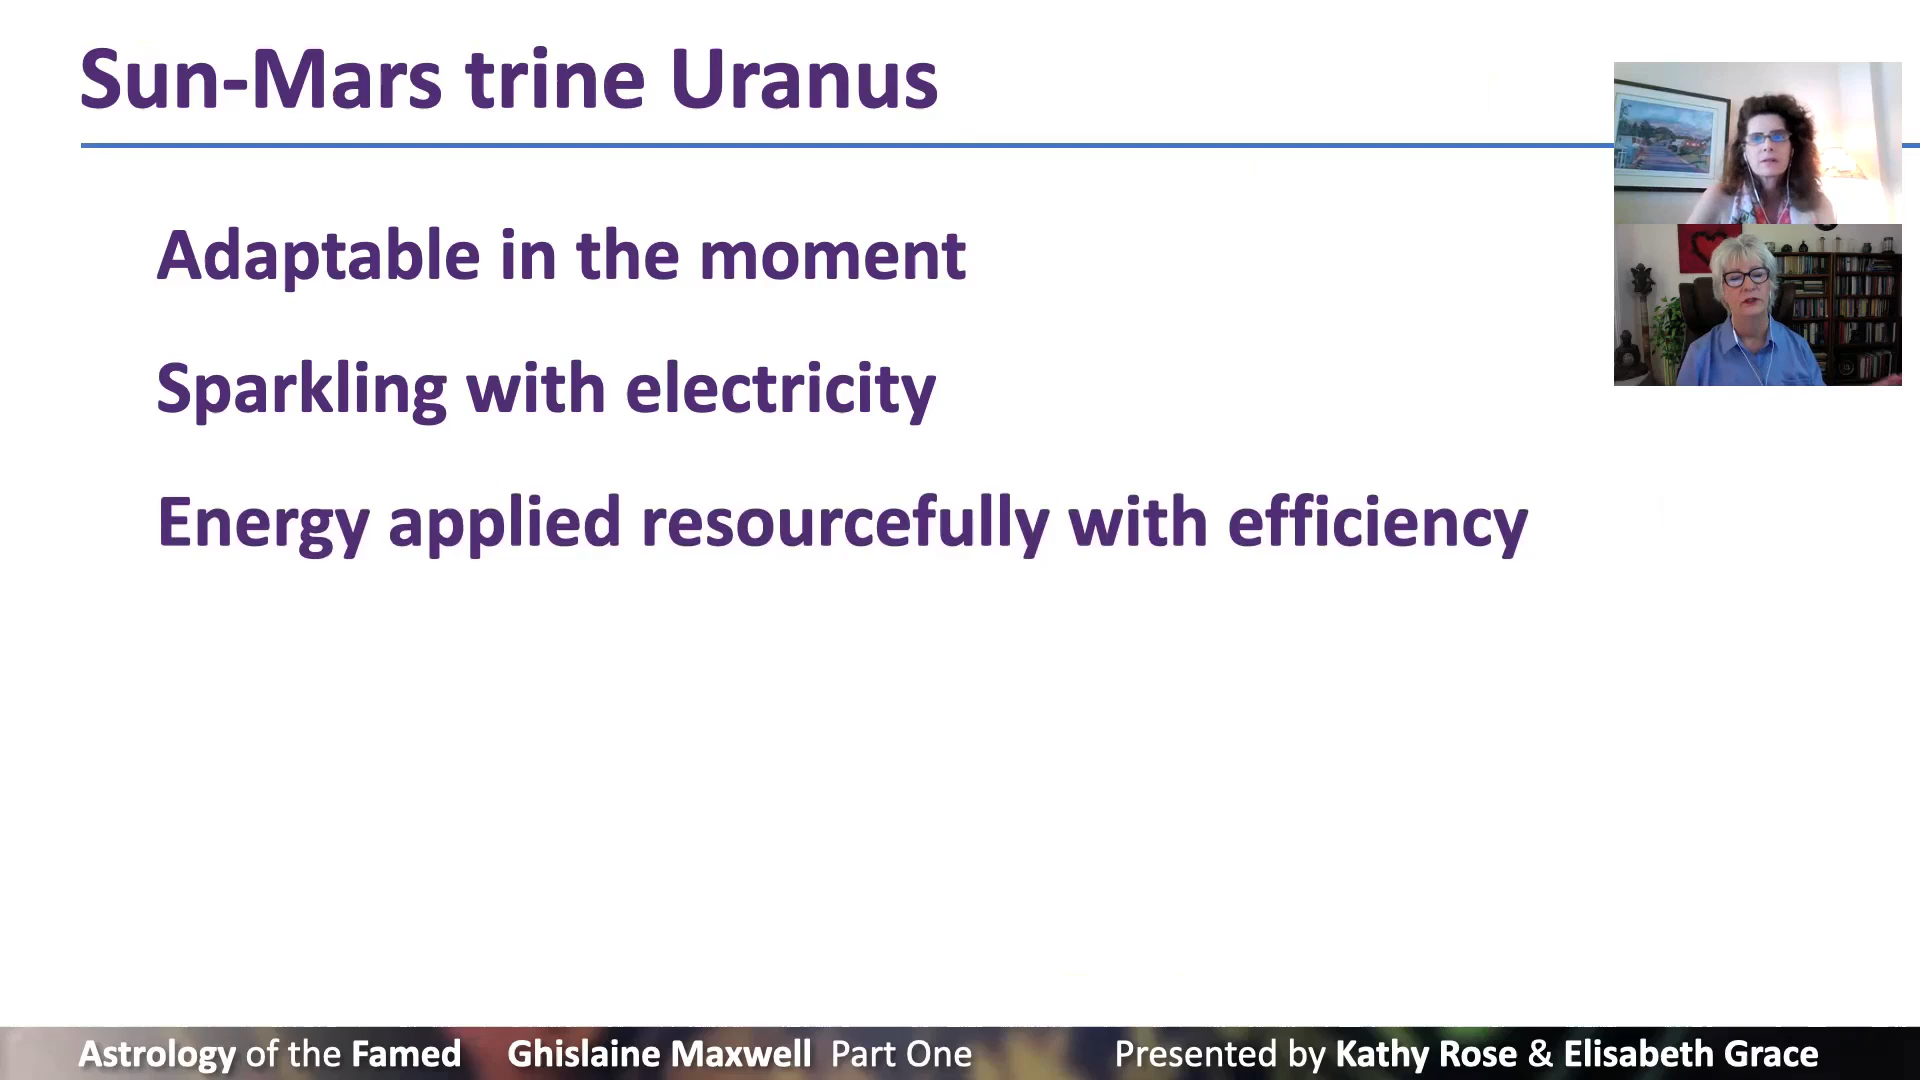 Sun-Mars trine Uranus
Adaptable in the moment
Sparkling with electricity
Energy applied resourcefully with efficiency
Astrology of the Famed Ghislaine Maxwell Part One Presented by Kathy Rose & Elisabeth Grace